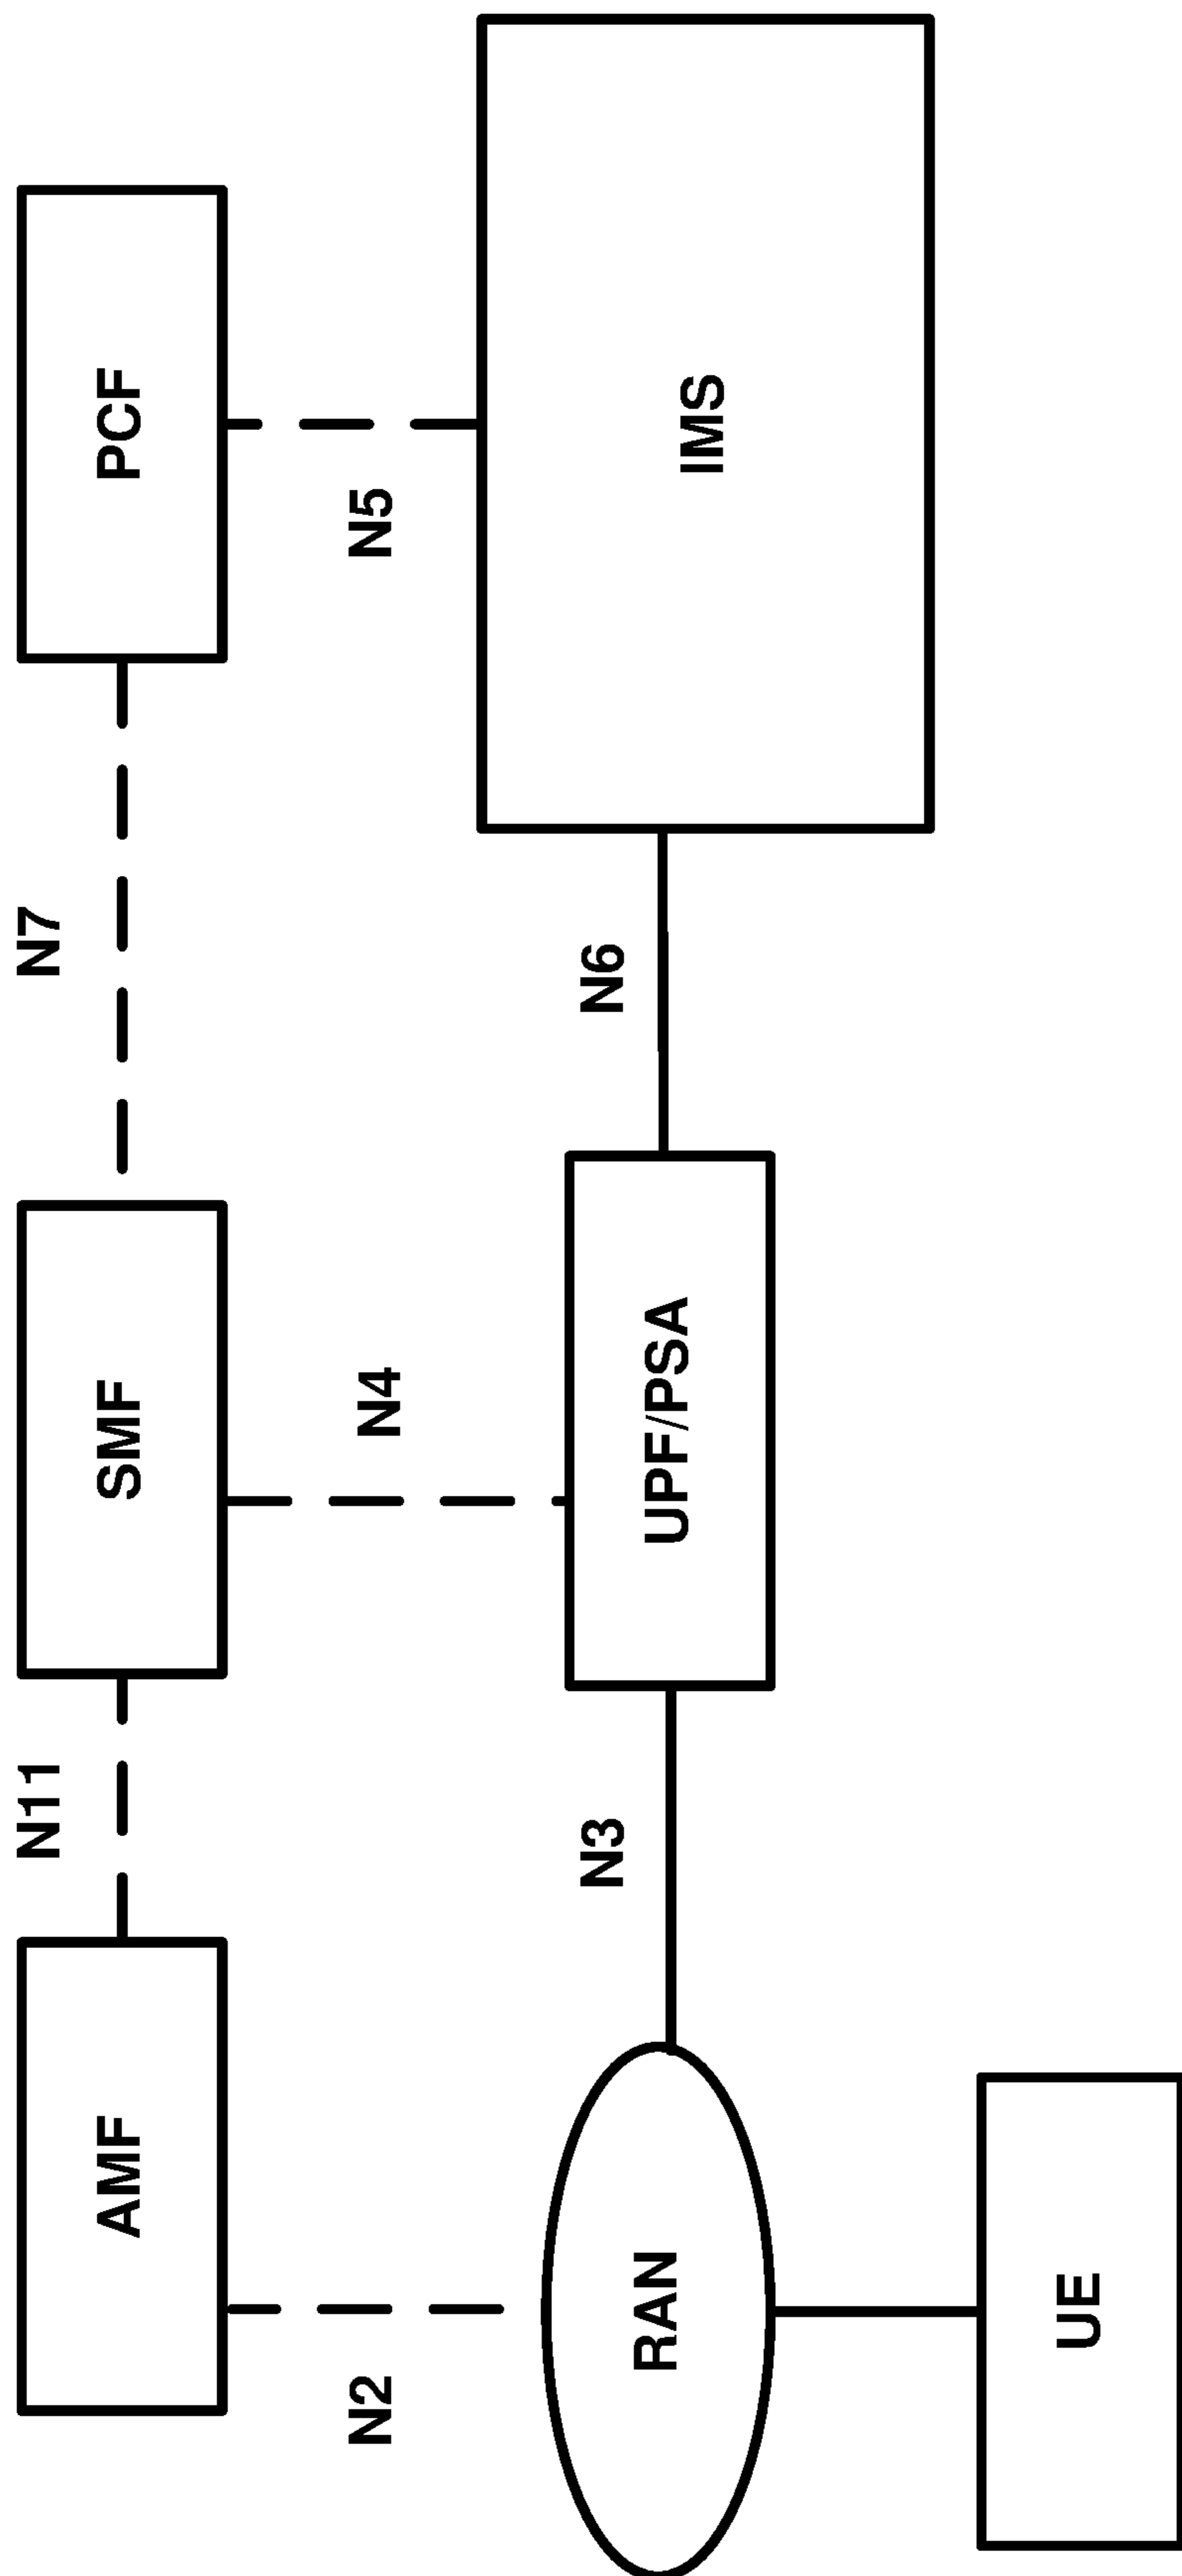 N11
N7
AMF
SMF
PCF
N2
N4
N5
N3
N6
RAN
UPF/PSA
IMS
UE